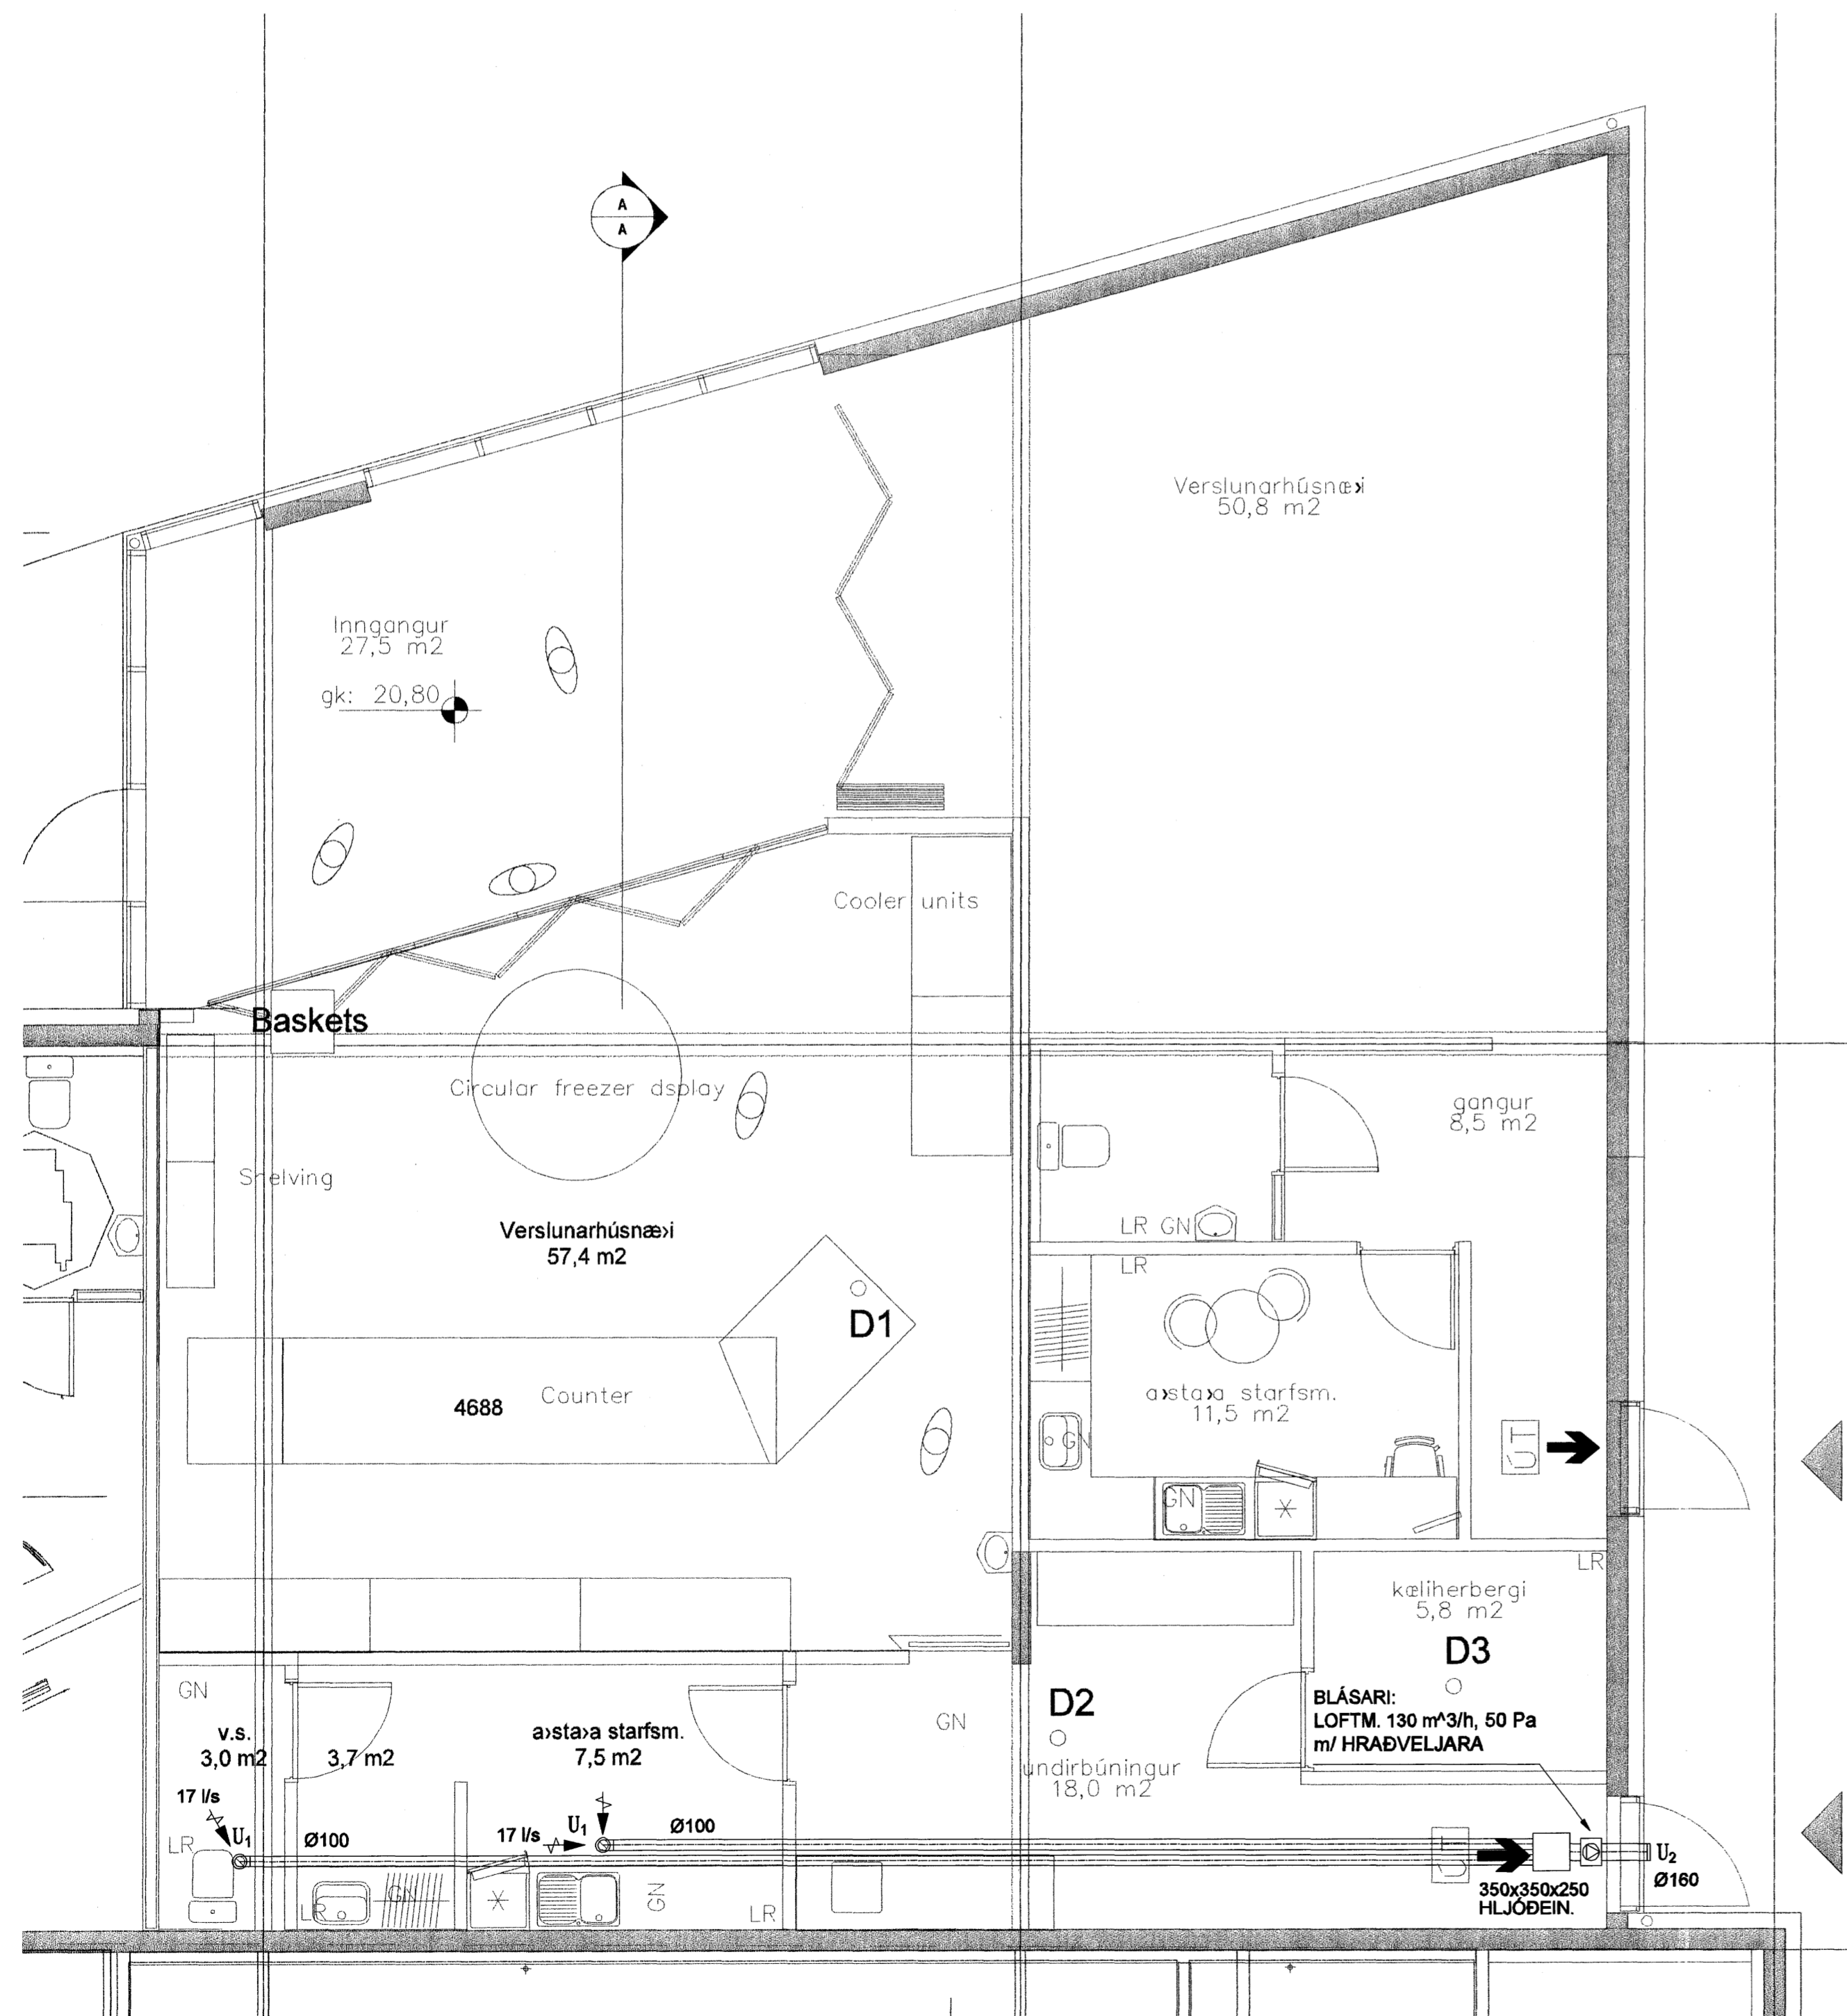 A
A
Verslunarhúsnæ›i
50,8 m2
Inngangur
27,5 m2
gk: 20,80
Cooler units
Baskets
Circular freezer dsplay
gangur
8,5 m2
Shelving
LR GN
Verslunarhúsnæ›i
57,4 m2
LR
D1
a›sta›a starfsm.
11,5 m2
4688
Counter
GN
ÚT
GN
LR
kæliherbergi
5,8 m2
D3
GN
D2
BLÁSARI:
LOFTM. 130 m^3/h, 50 Pa
m/ HRAÐVELJARA
GN
v.s.
3,0 m2
3,7 m2
a›sta›a starfsm.
7,5 m2
undirbúningur
18,0 m2
17 l/s
U1
LR
Ø100
17 l/s
U1
Ø100
ÚT
U2
Ø160
350x350x250
HLJÓÐEIN.
GN
LR
GN
LR